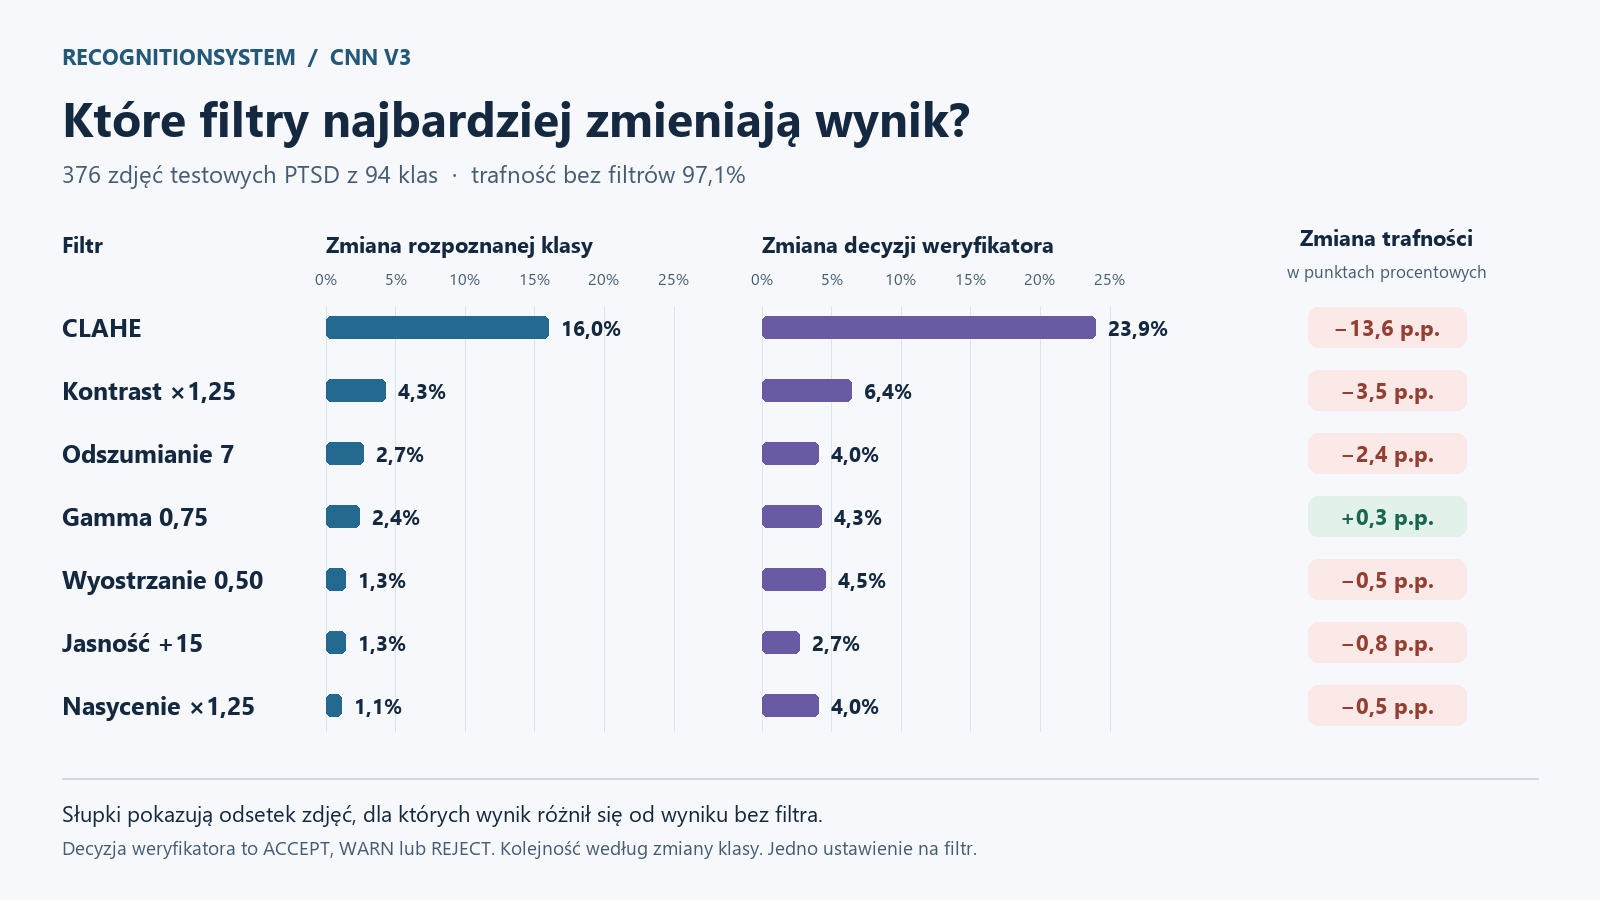 RECOGNITIONSYSTEM / CNN V3
Które filtry najbardziej zmieniają wynik?
376 zdjęć testowych PTSD z 94 klas · trafność bez filtrów 97,1%
Filtr Zmiana rozpoznanej klasy Zmiana decyzji weryfikatora Zmiana trafności
w punktach procentowych
0% 5% 10% 15% 20% 25% 0% 5% 10% 15% 20% 25%
CLAHE 16,0% 23,9% −13,6 p.p.
Kontrast ×1,25 4,3% 6,4% −3,5 p.p.
Odszumianie 7 2,7% 4,0% −2,4 p.p.
Gamma 0,75 2,4% 4,3% +0,3 p.p.
Wyostrzanie 0,50 1,3% 4,5% −0,5 p.p.
Jasność +15 1,3% 2,7% −0,8 p.p.
Nasycenie ×1,25 1,1% 4,0% −0,5 p.p.
Słupki pokazują odsetek zdjęć, dla których wynik różnił się od wyniku bez filtra.
Decyzja weryfikatora to ACCEPT, WARN lub REJECT. Kolejność według zmiany klasy. Jedno ustawienie na filtr.